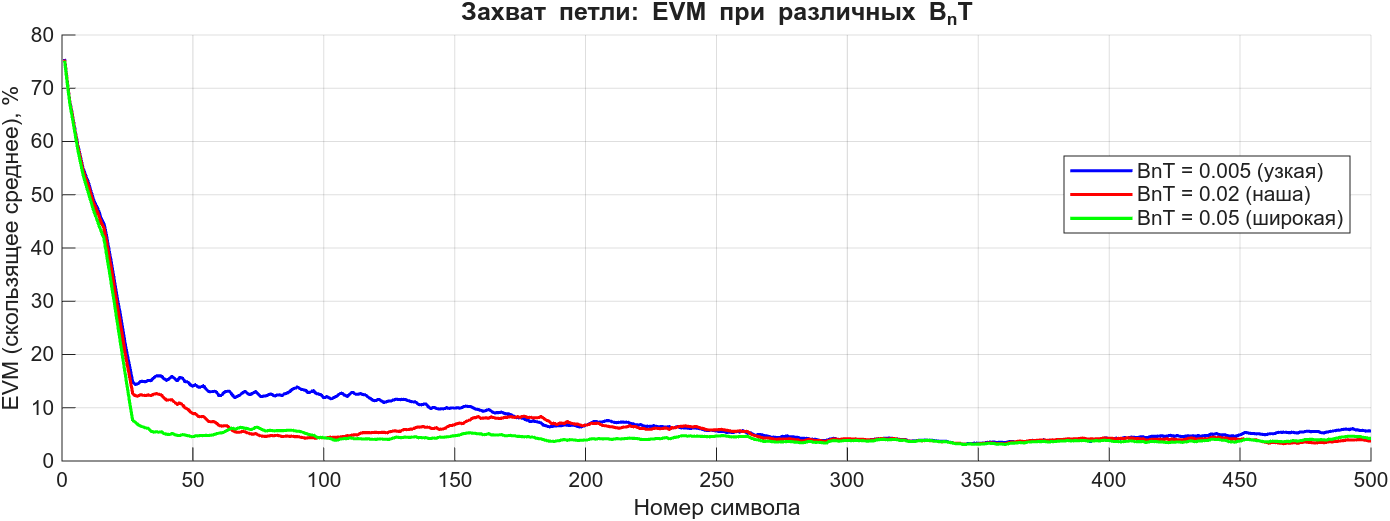 Захват петли: EVM при различных BnT
EVM (скользящее среднее), %
80
70
60
50
40
30
20
10
0
BnT = 0.005 (узкая)
BnT = 0.02 (наша)
BnT = 0.05 (широкая)
0 50 100 150 200 250 300 350 400 450 500
Номер символа